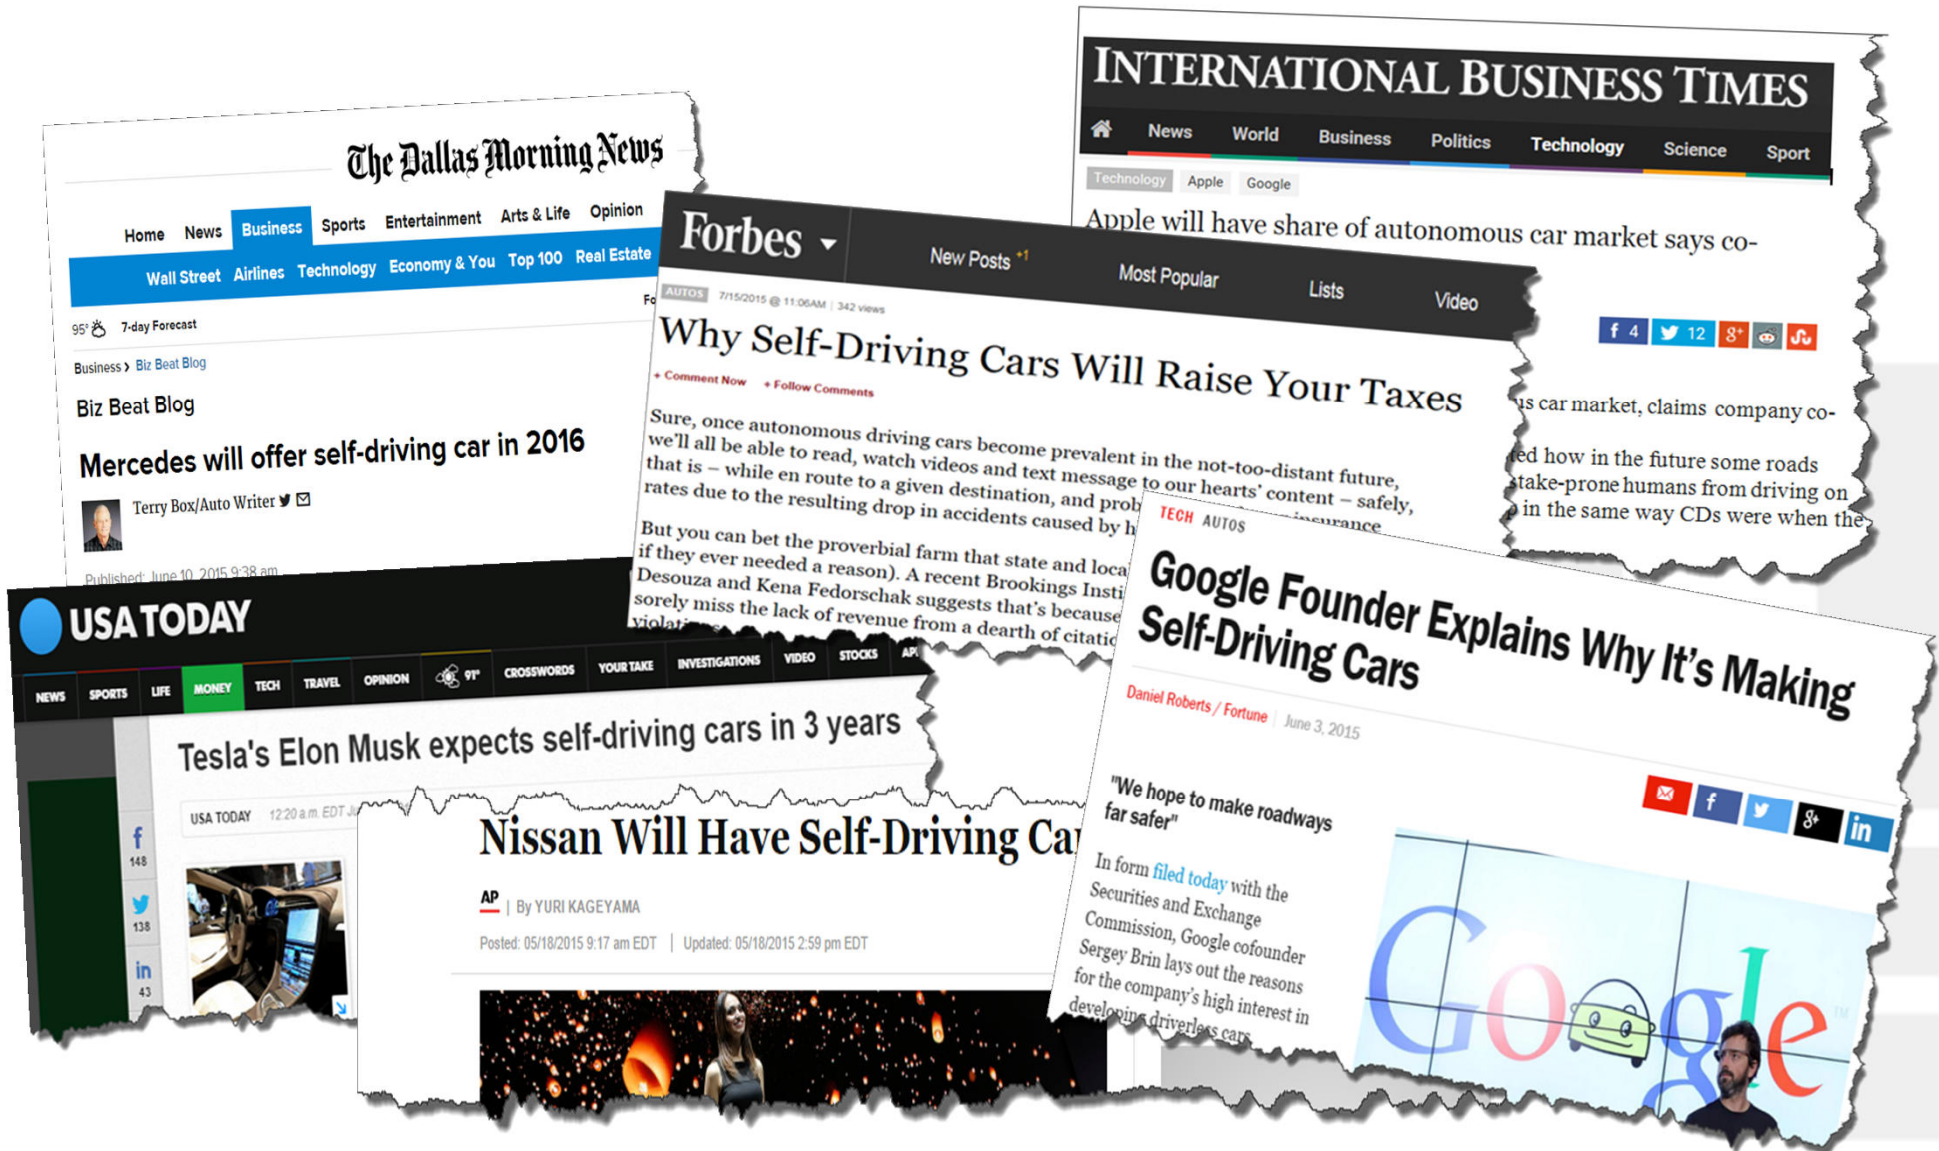 The Dallas Morning News
Home News Business Sports Entertainment Arts & Life Opinion
Wall Street Airlines Technology Economy & You Top 100 Real Estate
95° 7-day Forecast
Business > Biz Beat Blog
Biz Beat Blog
Mercedes will offer self-driving car in 2016
Terry Box/Auto Writer
Published: June 10, 2015 9:38 am
INTERNATIONAL BUSINESS TIMES
News World Business Politics Technology Science Sport
Technology Apple Google
Apple will have share of autonomous car market says co-
f 4 12 8+
car market, claims company co-
how in the future some roads
humans from driving on
in the same way CDs were when the
Forbes
New Posts +1 Most Popular Lists Video
AUTOS 7/15/2015 @ 11:06AM | 342 views
Why Self-Driving Cars Will Raise Your Taxes
+ Comment Now + Follow Comments
Sure, once autonomous driving cars become prevalent in the not-too-distant future,
we'll all be able to read, watch videos and text message to our hearts' content – safely,
that is – while en route to a given destination, and insurance
rates due to the resulting drop in accidents caused by
But you can bet the proverbial farm that state and
if they ever needed a reason). A recent Brookings
Desouza and Kena Fedorschak suggests that's because
sorely miss the lack of revenue from a dearth of
USA TODAY
NEWS SPORTS LIFE MONEY TECH TRAVEL OPINION 91° CROSSWORDS YOUR TAKE INVESTIGATIONS VIDEO STOCKS
Tesla's Elon Musk expects self-driving cars in 3 years
USA TODAY 12:20 a.m. EDT
f
148
138
in
43
Nissan Will Have Self-Driving
AP | By YURI KAGEYAMA
Posted: 05/18/2015 9:17 am EDT | Updated: 05/18/2015 2:59 pm EDT
TECH AUTOS
Google Founder Explains Why It's Making
Self-Driving Cars
Daniel Roberts / Fortune | June 3, 2015
f 8+ in
"We hope to make roadways
far safer"
In form filed today with the
Securities and Exchange
Commission, Google cofounder
Sergey Brin lays out the reasons
for the company's high interest in
developing driverless cars
Google